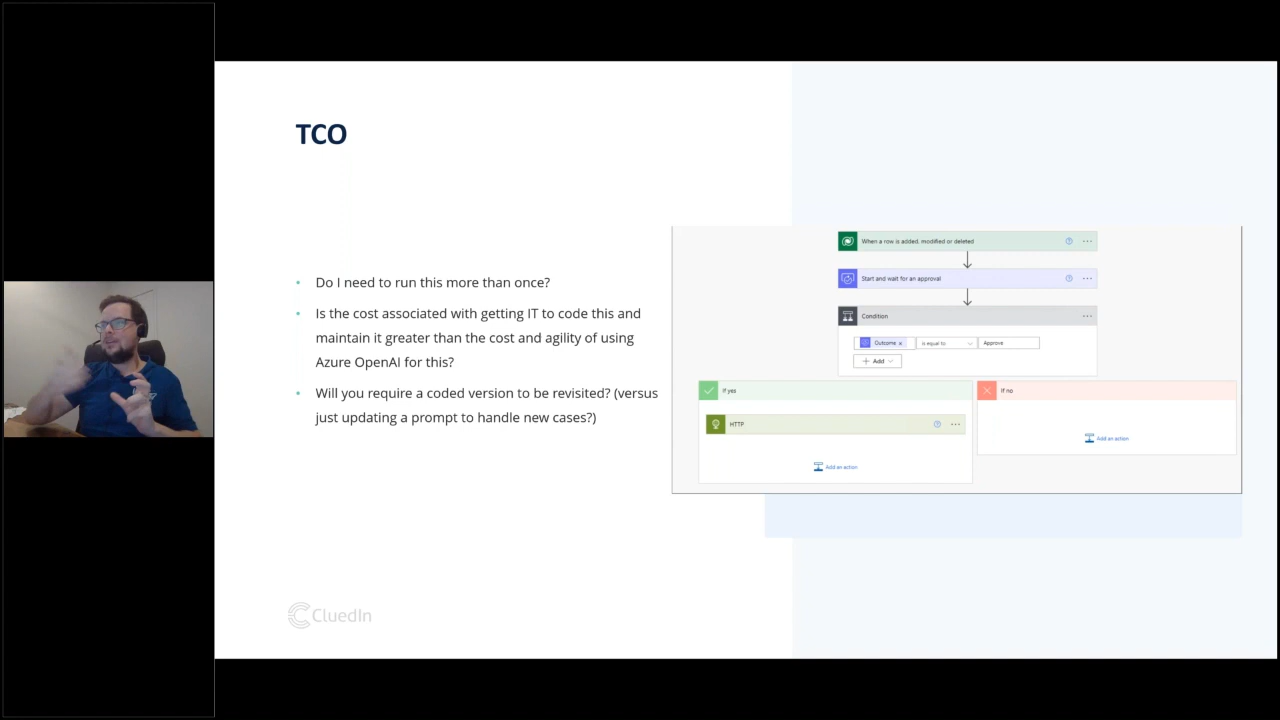 TCO
• Do I need to run this more than once?
• Is the cost associated with getting IT to code this and
maintain it greater than the cost and agility of using
Azure OpenAI for this?
• Will you require a coded version to be revisited? (versus
just updating a prompt to handle new cases?)
When a row is added, modified or deleted
Start and wait for an approval
Condition
Outcome x is equal to Approve
+ Add
If yes
If no
HTTP
Add an action
Add an action
CluedIn